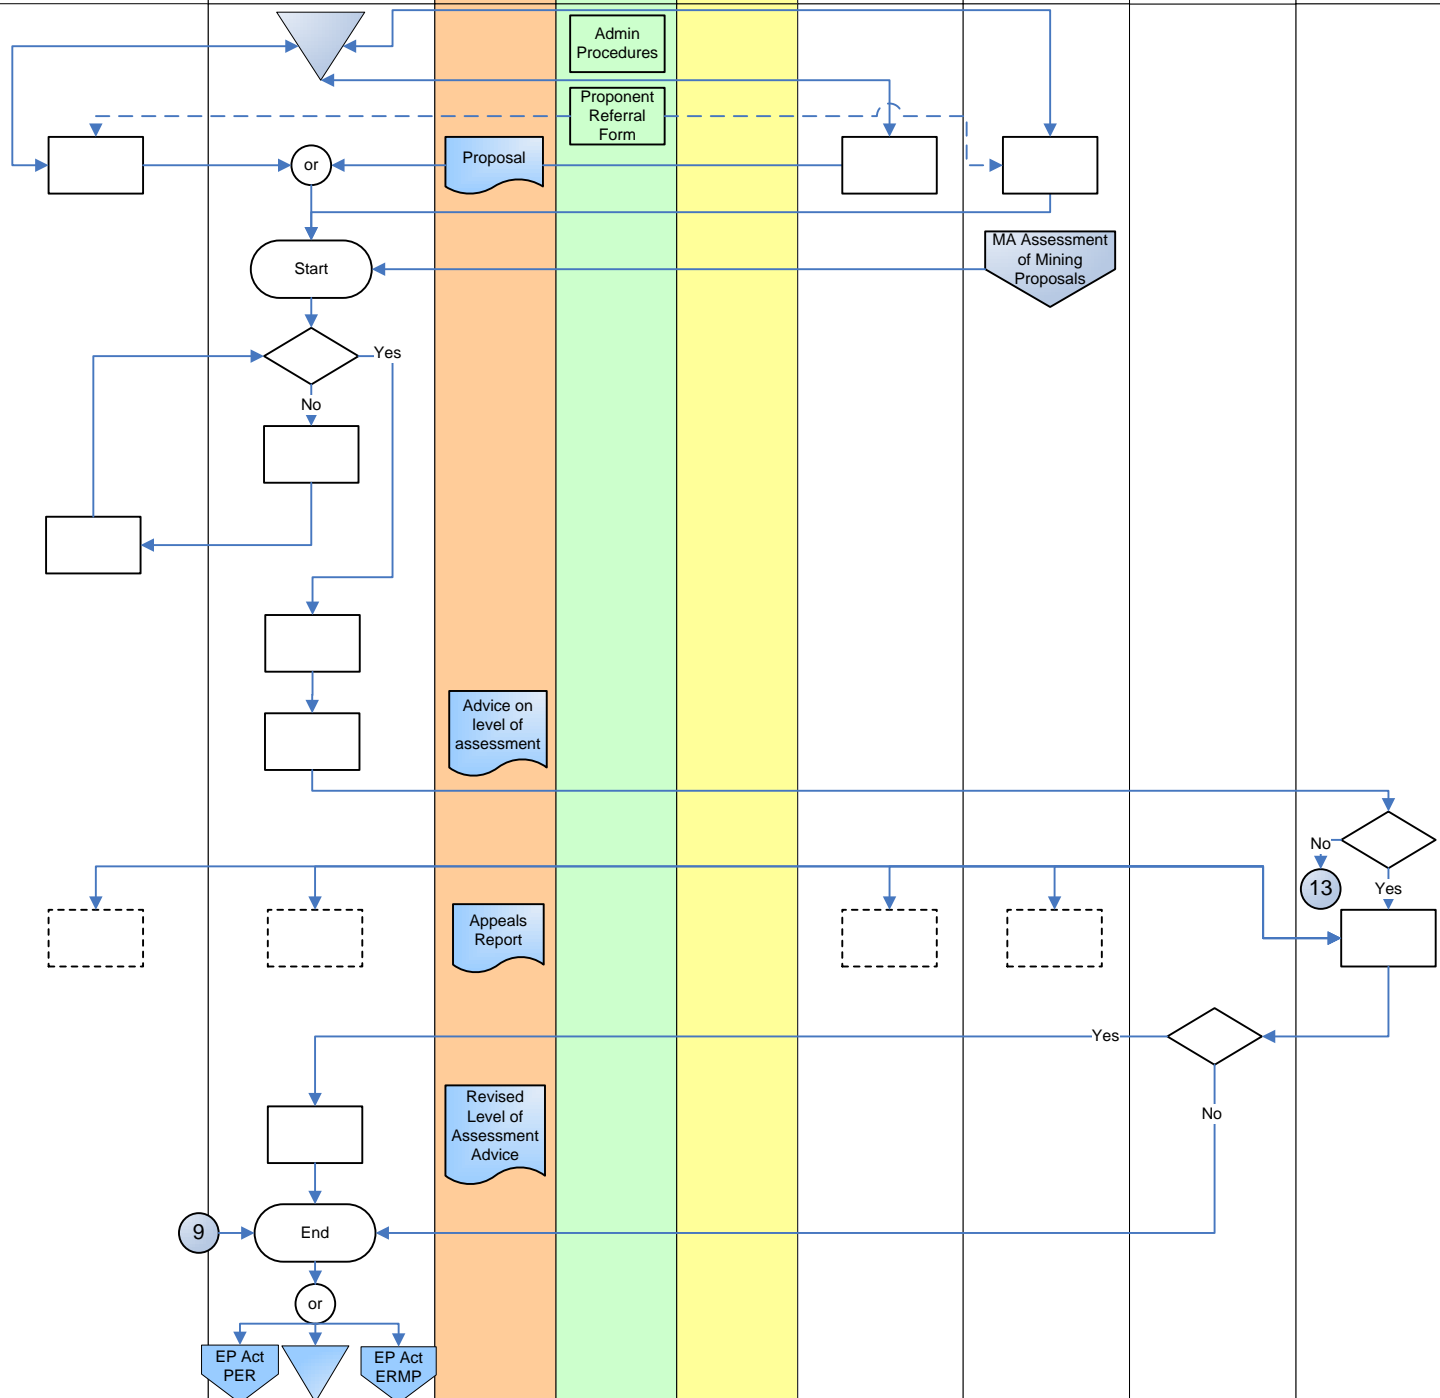 Admin
Procedures
Proponent
Referral
Form
or
Proposal
MA Assessment
of Mining
Proposals
Start
Yes
No
Advice on
level of
assessment
No
13
Yes
Appeals
Report
Yes
Revised
Level of
Assessment
Advice
No
9
End
or
EP Act
PER
EP Act
ERMP